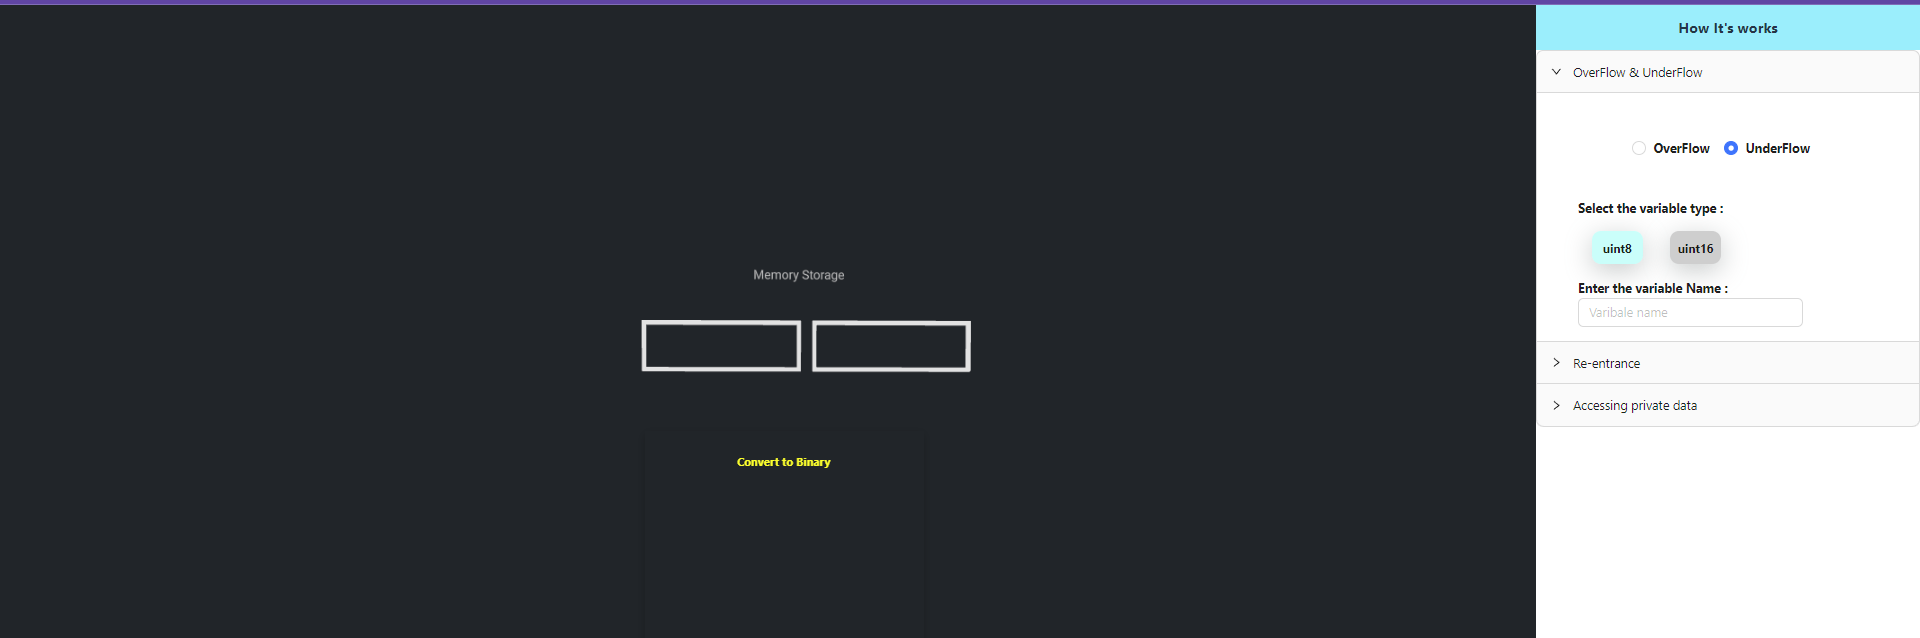 How It's works
OverFlow & UnderFlow
OverFlow UnderFlow
Select the variable type :
uint8 uint16
Enter the variable Name :
Varibale name
Re-entrance
Accessing private data
Memory Storage
Convert to Binary